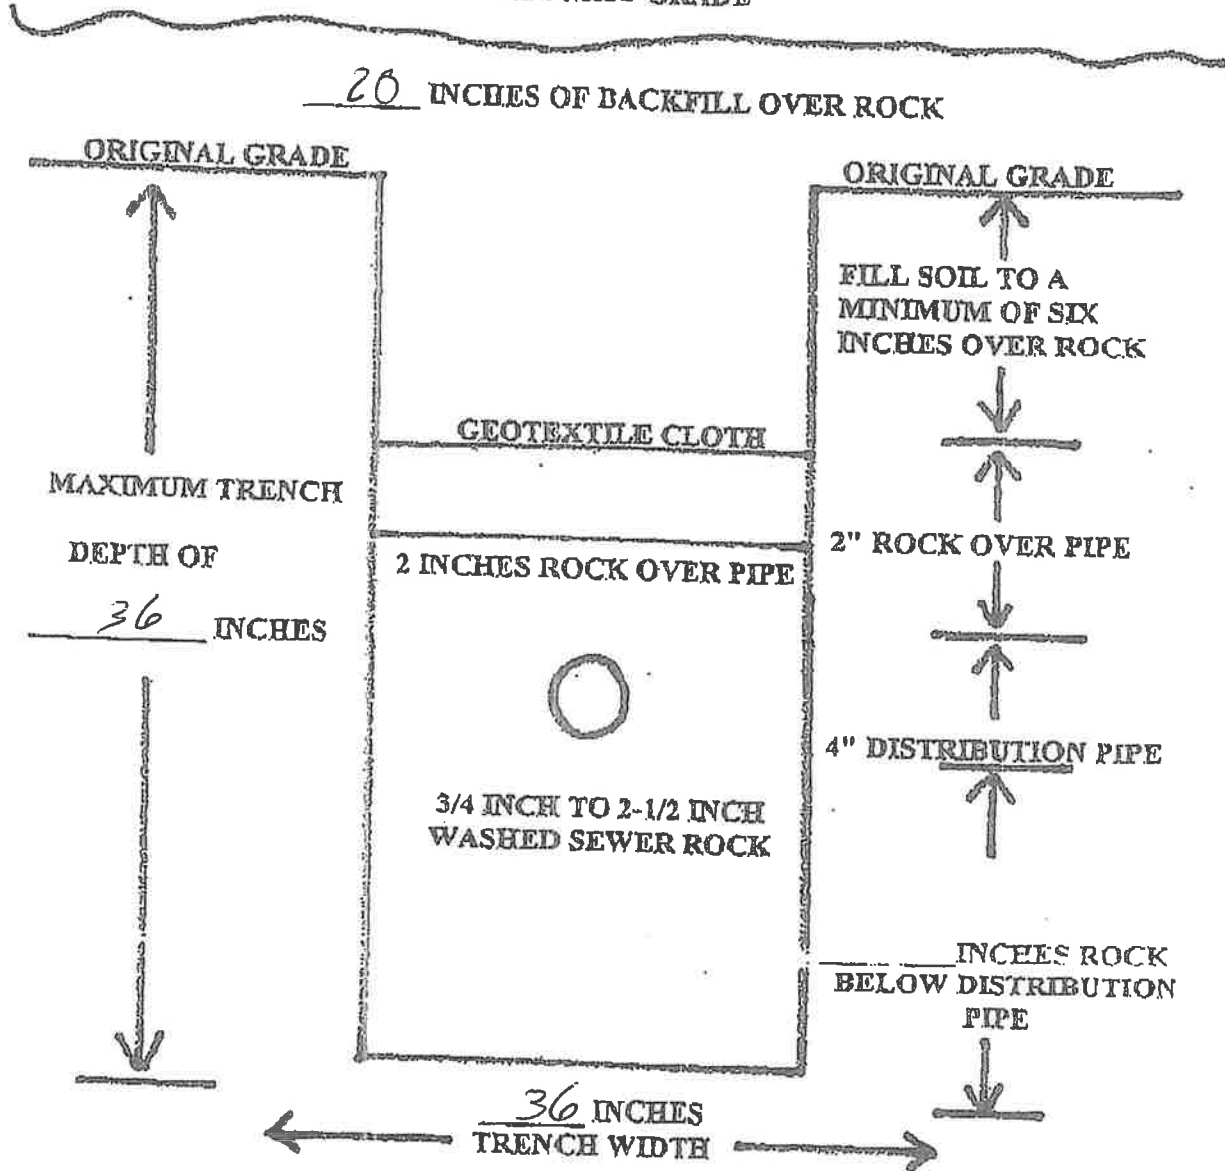 GRADE
20 INCHES OF BACKFILL OVER ROCK
ORIGINAL GRADE
ORIGINAL GRADE
FILL SOIL TO A
MINIMUM OF SIX
INCHES OVER ROCK
GEOTEXTILE CLOTH
MAXIMUM TRENCH
DEPTH OF
36 INCHES
2 INCHES ROCK OVER PIPE
2" ROCK OVER PIPE
4" DISTRIBUTION PIPE
3/4 INCH TO 2-1/2 INCH
WASHED SEWER ROCK
INCHES ROCK
BELOW DISTRIBUTION
PIPE
36 INCHES
TRENCH WIDTH